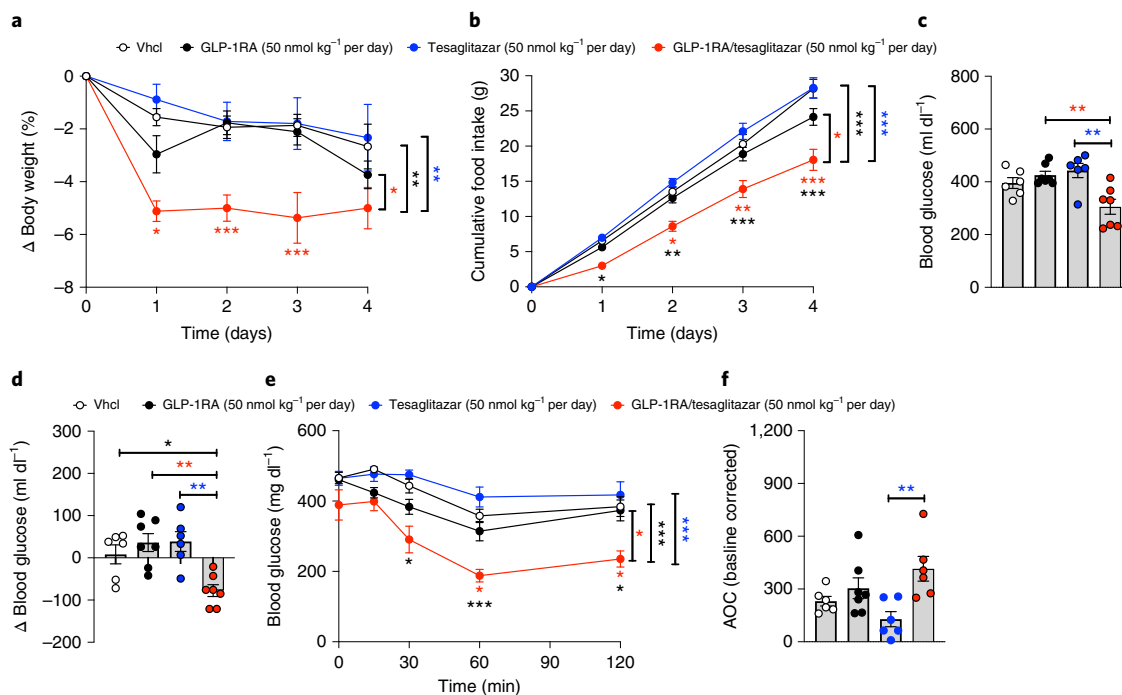 a
b
c
Vhcl GLP-1RA (50 nmol kg⁻¹ per day) Tesaglitazar (50 nmol kg⁻¹ per day) GLP-1RA/tesaglitazar (50 nmol kg⁻¹ per day)
Δ Body weight (%)
0
−2
−4
−6
−8
0 1 2 3 4
Time (days)
* *** ***
* ** **
Cumulative food intake (g)
30
25
20
15
10
5
0
0 1 2 3 4
Time (days)
* ** *** ***
* ** ***
* *** ***
Blood glucose (ml dl⁻¹)
800
600
400
200
0
**
**
d
e
f
Vhcl GLP-1RA (50 nmol kg⁻¹ per day) Tesaglitazar (50 nmol kg⁻¹ per day) GLP-1RA/tesaglitazar (50 nmol kg⁻¹ per day)
Δ Blood glucose (ml dl⁻¹)
300
200
100
0
−100
−200
*
**
**
Blood glucose (mg dl⁻¹)
600
400
200
0
0 30 60 90 120
Time (min)
* * *
*** *
* *** ***
AOC (bastline corrected)
1,200
900
600
300
0
**